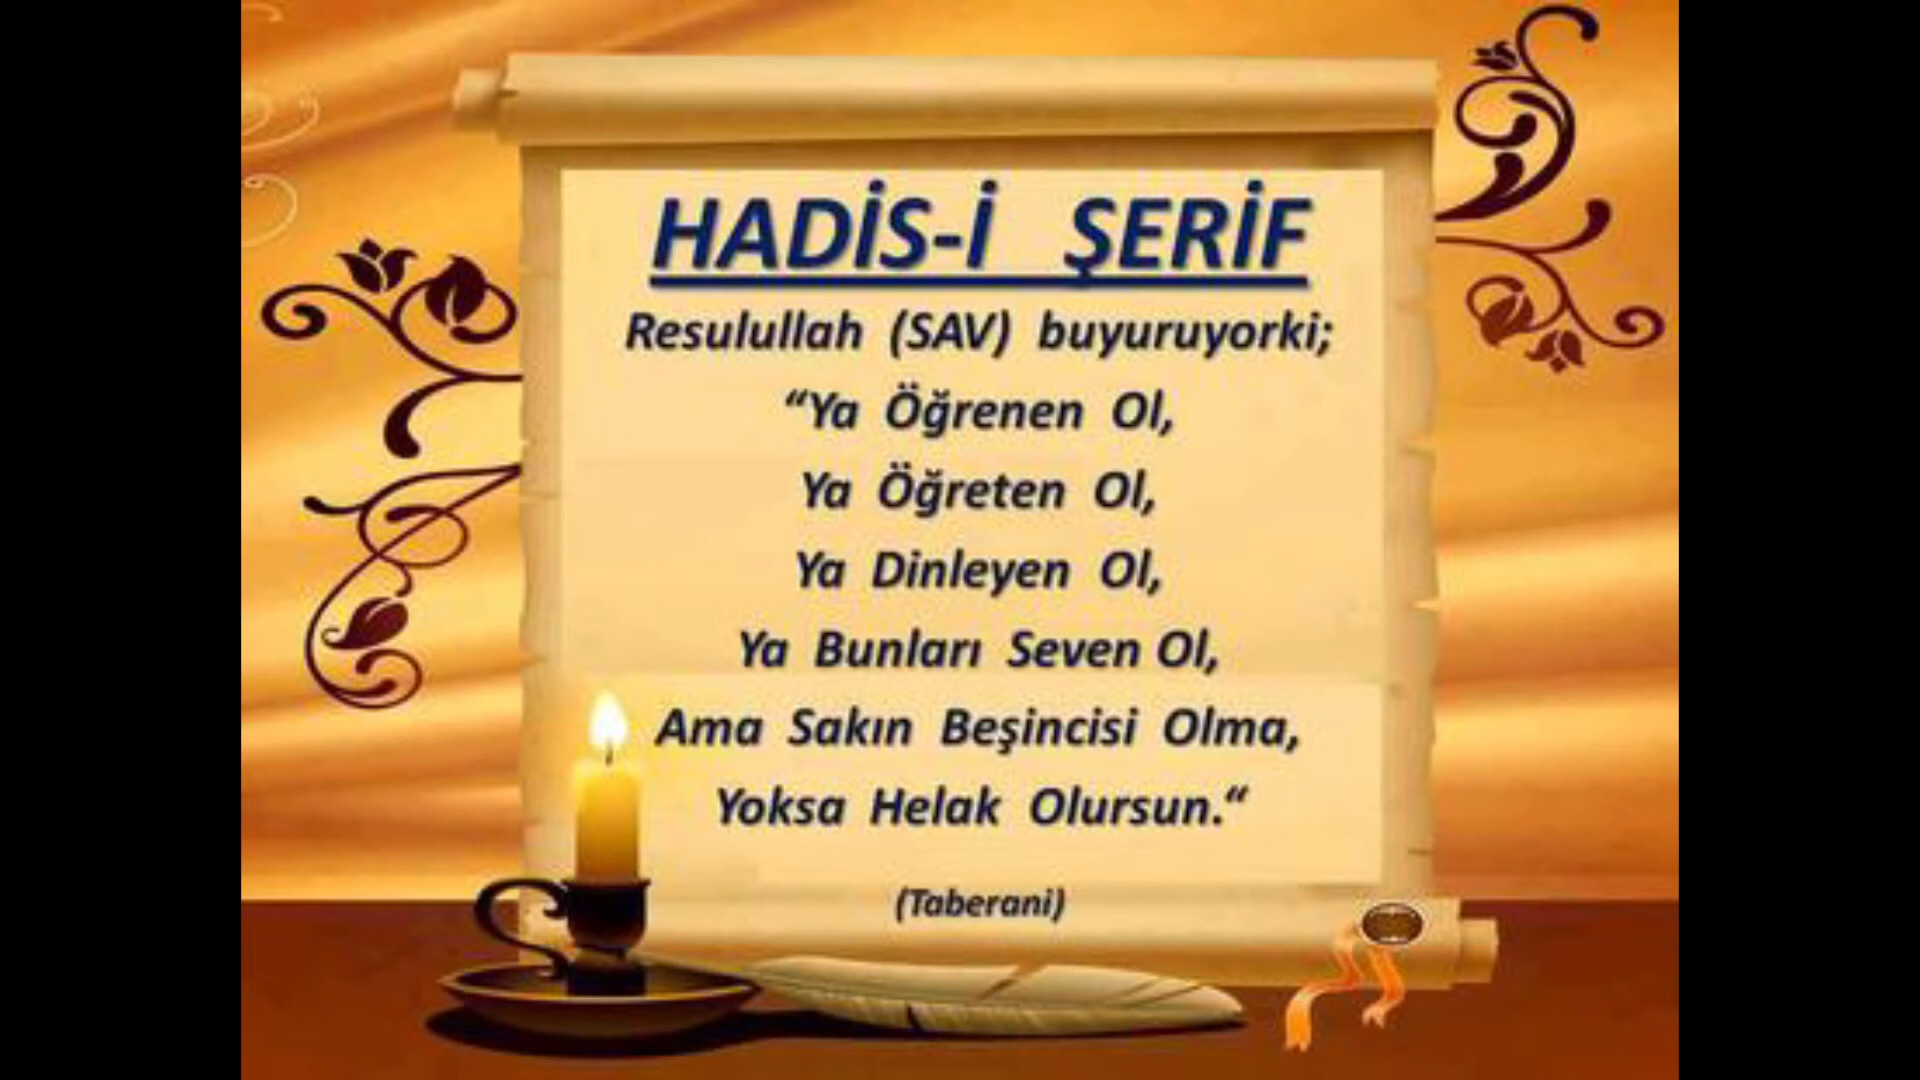 HADİS-İ ŞERİF
Resulullah (SAV) buyuruyorki;
“Ya Öğrenen Ol,
Ya Öğreten Ol,
Ya Dinleyen Ol,
Ya Bunları Seven Ol,
Ama Sakın Beşincisi Olma,
Yoksa Helak Olursun.“
(Taberani)